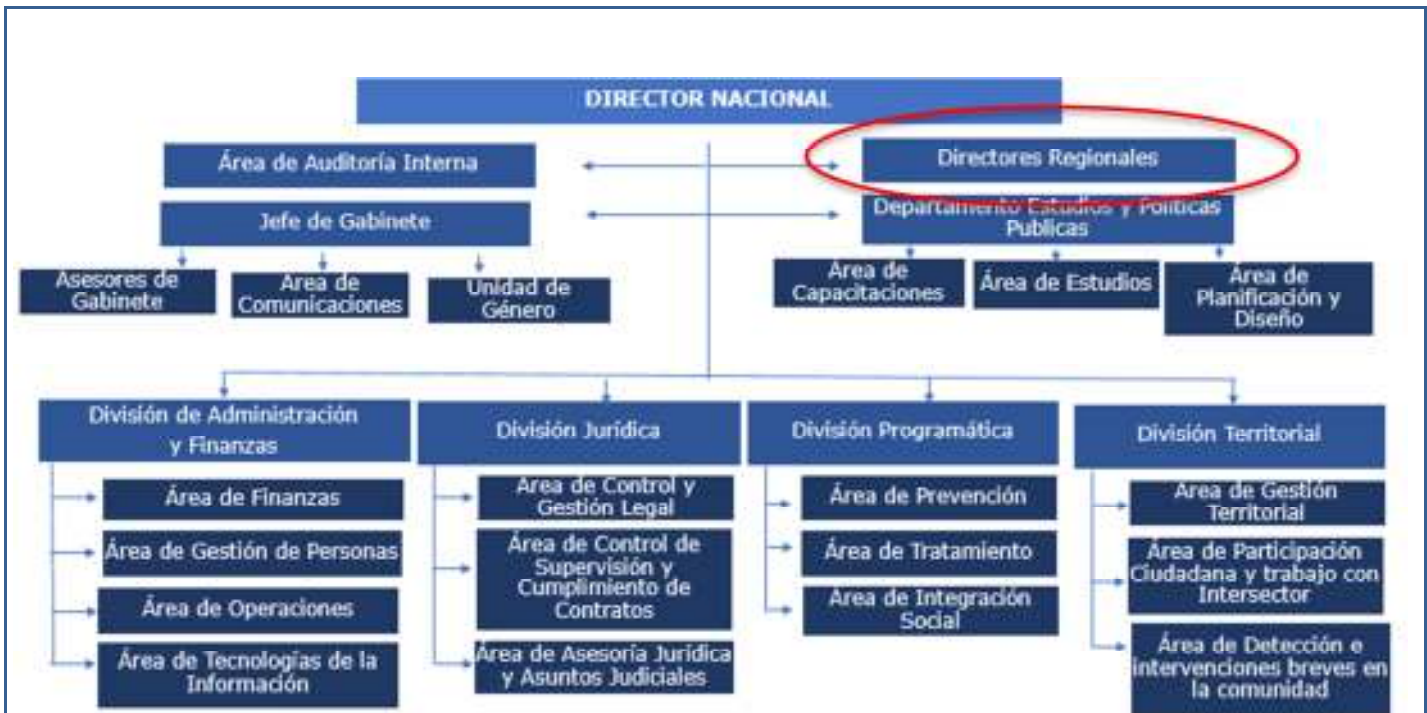 DIRECTOR NACIONAL
Área de Auditoría Interna
Directores Regionales
Jefe de Gabinete
Departamento Estudios y Políticas
Publicas
Asesores de
Gabinete
Area de
Comunicaciones
Unidad de
Género
Área de
Capacitaciones
Área de Estudios
Área de
Planificación y
Diseño
División de Administración
y Finanzas
División Jurídica
División Programática
División Territorial
Área de Finanzas
Área de Gestión de Personas
Área de Operaciones
Área de Tecnologías de la
Información
Area de Control y
Gestión Legal
Área de Control de
Supervisión y
Cumplimiento de
Contratos
Área de Asesoría Jurídica
y Asuntos Judiciales
Área de Prevención
Área de Tratamiento
Area de Integración
Social
Area de Gestión
Territorial
Área de Participación
Ciudadana y trabajo con
Intersector
Área de Detección e
intervenciones breves en
la comunidad